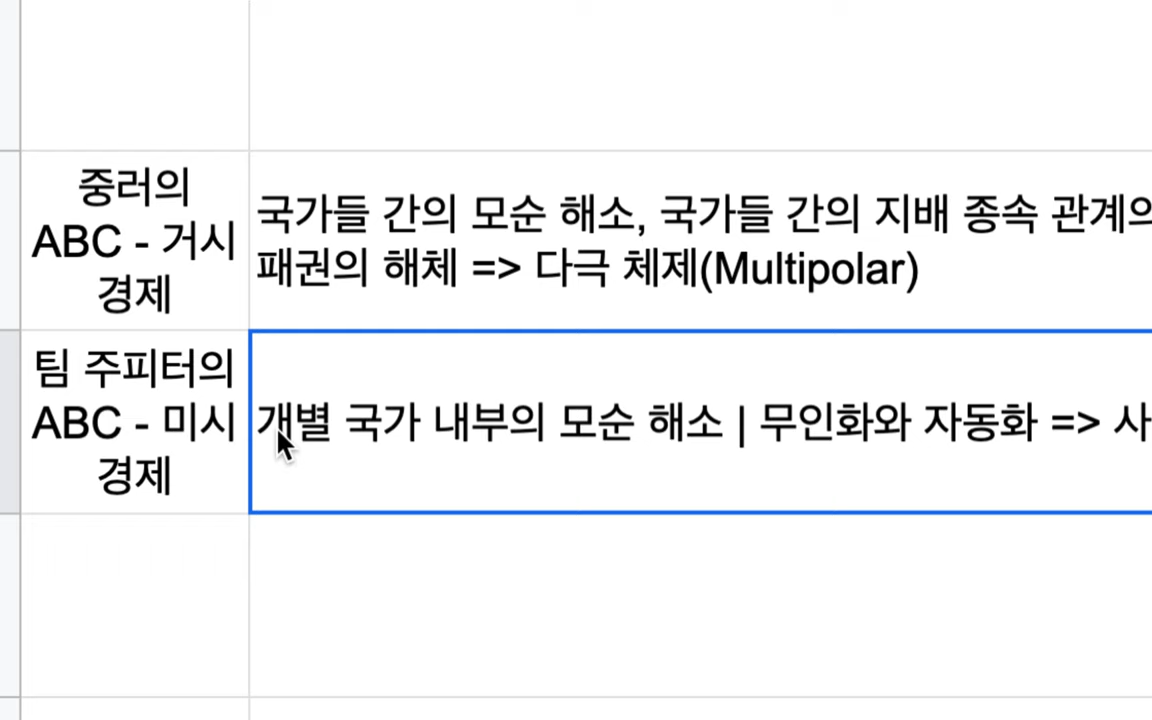 중러의
ABC - 거시
경제
국가들 간의 모순 해소, 국가들 간의 지배 종속 관계의
패권의 해체 => 다극 체제(Multipolar)
팀 주피터의
ABC - 미시
경제
개별 국가 내부의 모순 해소 | 무인화와 자동화 => 사